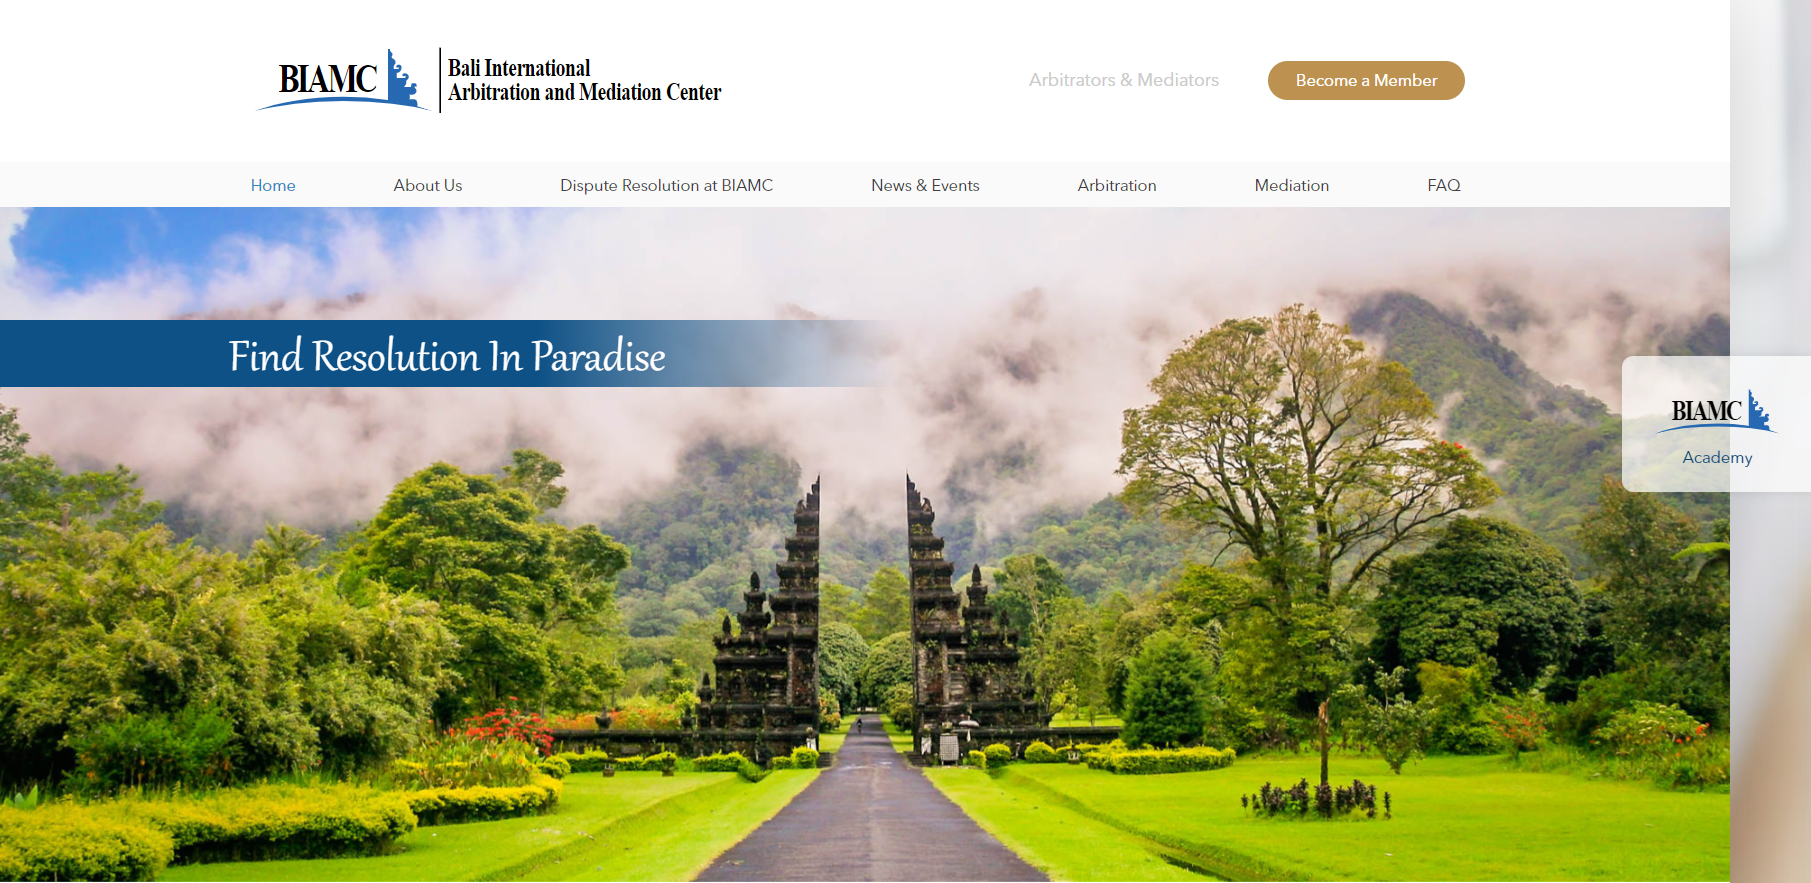 BIAMC
Bali International
Arbitration and Mediation Center
Arbitrators & Mediators
Become a Member
Home
About Us
Dispute Resolution at BIAMC
News & Events
Arbitration
Mediation
FAQ
Find Resolution In Paradise
BIAMC
Academy